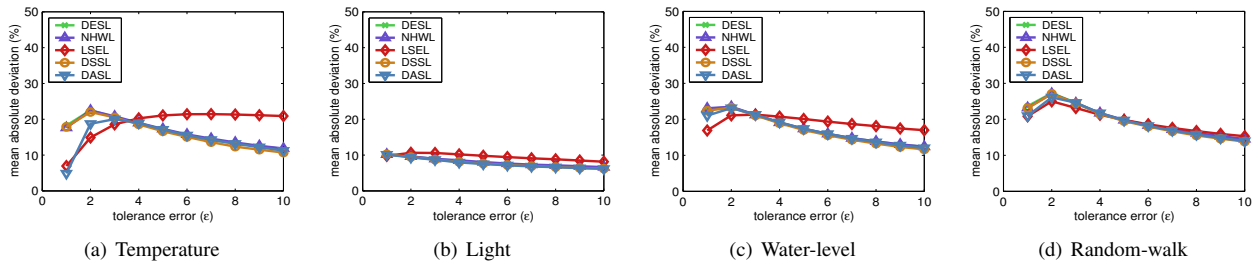 mean absolute deviation (%)
50
40
30
20
10
0
DESL
NHWL
LSEL
DSSL
DASL
0 2 4 6 8 10
tolerance error (ε)
(a) Temperature
mean absolute deviation (%)
50
40
30
20
10
0
DESL
NHWL
LSEL
DSSL
DASL
0 2 4 6 8 10
tolerance error (ε)
(b) Light
mean absolute deviation (%)
50
40
30
20
10
0
DESL
NHWL
LSEL
DSSL
DASL
0 2 4 6 8 10
tolerance error (ε)
(c) Water-level
mean absolute deviation (%)
50
40
30
20
10
0
DESL
NHWL
LSEL
DSSL
DASL
0 2 4 6 8 10
tolerance error (ε)
(d) Random-walk